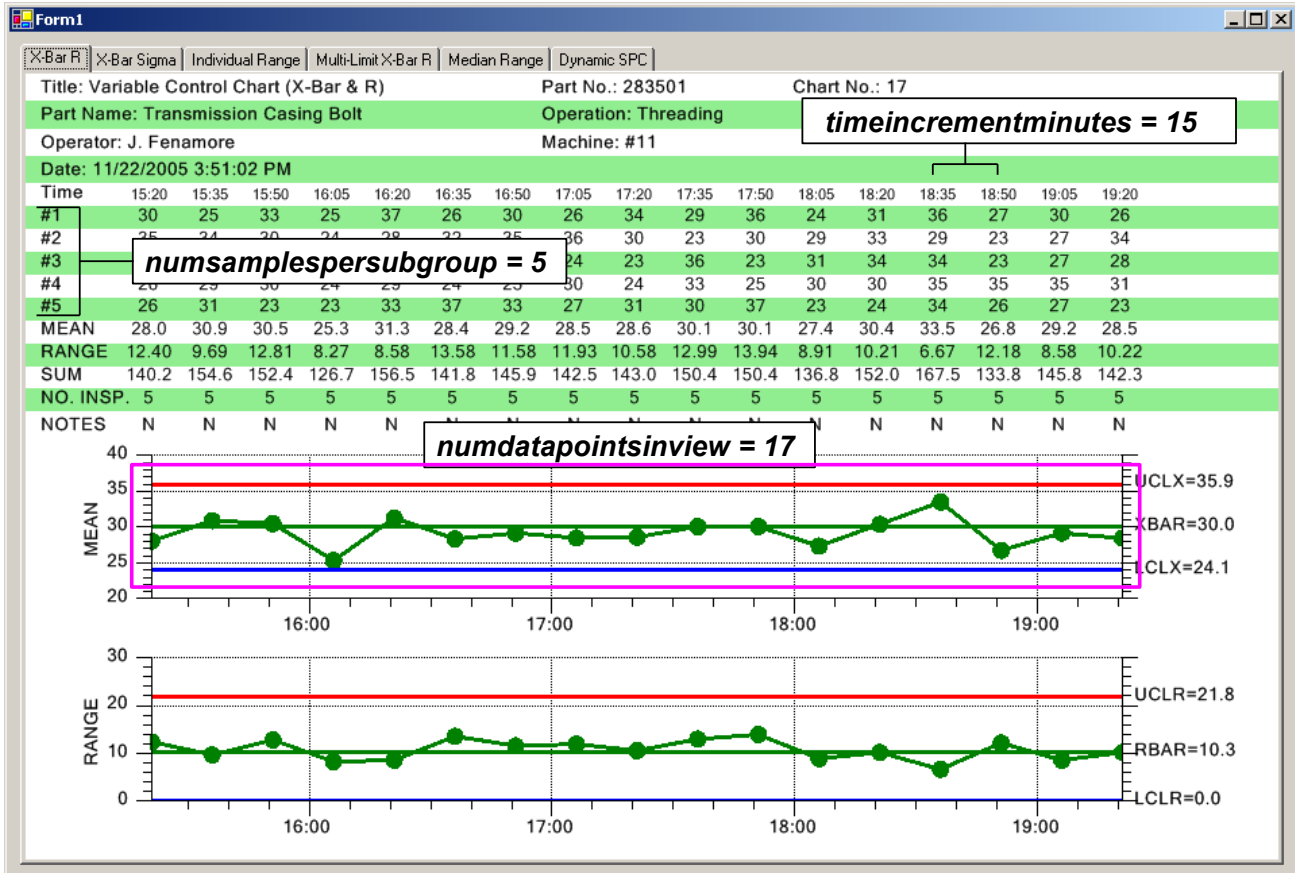 Form1
X-Bar R X-Bar Sigma Individual Range Multi-Limit X-Bar R Median Range Dynamic SPC
Title: Variable Control Chart (X-Bar & R) Part No.: 283501 Chart No.: 17
Part Name: Transmission Casing Bolt Operation: Threading
timeincrementminutes = 15
Operator: J. Fenamore Machine: #11
Date: 11/22/2005 3:51:02 PM
Time 15:20 15:35 15:50 16:05 16:20 16:35 16:50 17:05 17:20 17:35 17:50 18:05 18:20 18:35 18:50 19:05 19:20
#1 30 25 33 25 37 26 30 26 34 29 36 24 31 36 27 30 26
#2 36 30 23 30 29 33 29 23 27 34
#3 24 23 36 23 31 34 34 23 27 28
numsamplespersubgroup = 5
#4 30 24 33 25 30 30 35 35 35 31
#5 26 31 23 23 33 37 33 27 31 30 37 23 24 34 26 27 23
MEAN 28.0 30.9 30.5 25.3 31.3 28.4 29.2 28.5 28.6 30.1 30.1 27.4 30.4 33.5 26.8 29.2 28.5
RANGE 12.40 9.69 12.81 8.27 8.58 13.58 11.58 11.93 10.58 12.99 13.94 8.91 10.21 6.67 12.18 8.58 10.22
SUM 140.2 154.6 152.4 126.7 156.5 141.8 145.9 142.5 143.0 150.4 150.4 136.8 152.0 167.5 133.8 145.8 142.3
NO. INSP. 5 5 5 5 5 5 5 5 5 5 5 5 5 5 5 5 5
NOTES N N N N N N N N N N
numdatapointsinview = 17
40
35
30
25
20
MEAN
UCLX=35.9
XBAR=30.0
LCLX=24.1
16:00 17:00 18:00 19:00
30
20
10
0
RANGE
UCLR=21.8
RBAR=10.3
LCLR=0.0
16:00 17:00 18:00 19:00